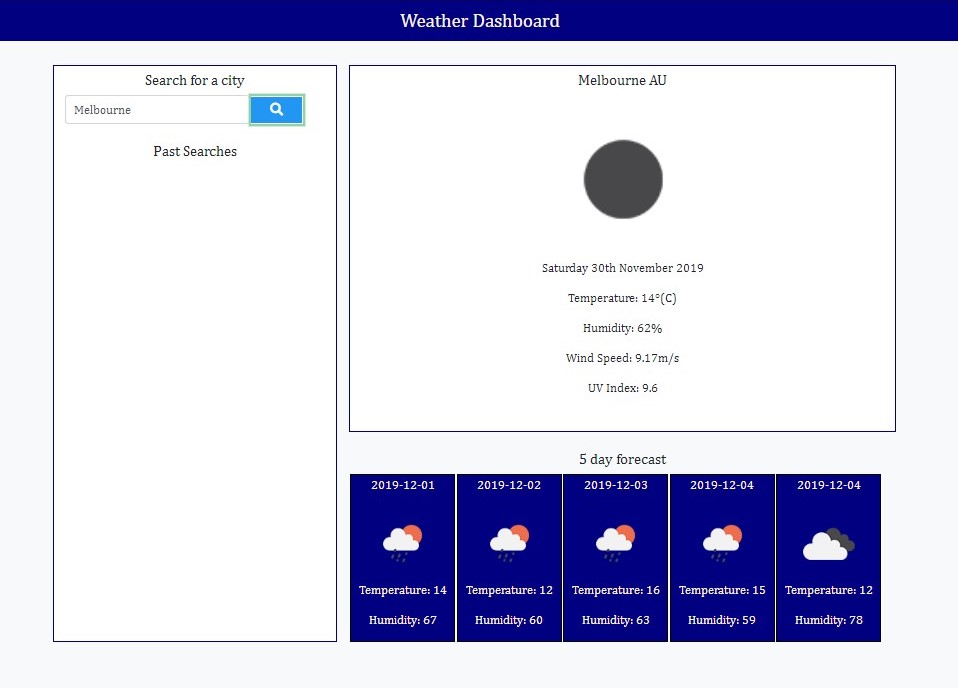 Weather Dashboard
Search for a city
Melbourne
Past Searches
Melbourne AU
Saturday 30th November 2019
Temperature: 14°(C)
Humidity: 62%
Wind Speed: 9.17m/s
UV Index: 9.6
5 day forecast
2019-12-01
Temperature: 14
Humidity: 67
2019-12-02
Temperature: 12
Humidity: 60
2019-12-03
Temperature: 16
Humidity: 63
2019-12-04
Temperature: 15
Humidity: 59
2019-12-04
Temperature: 12
Humidity: 78